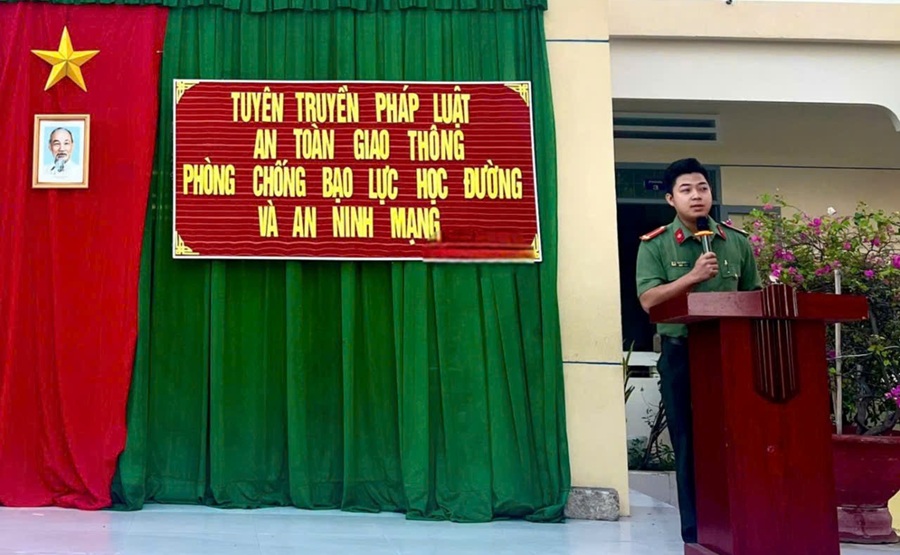 TUYÊN TRUYỀN PHÁP LUẬT
AN TOÀN GIAO THÔNG
PHÒNG CHỐNG BẠO LỰC HỌC ĐƯỜNG
VÀ AN NINH MẠNG